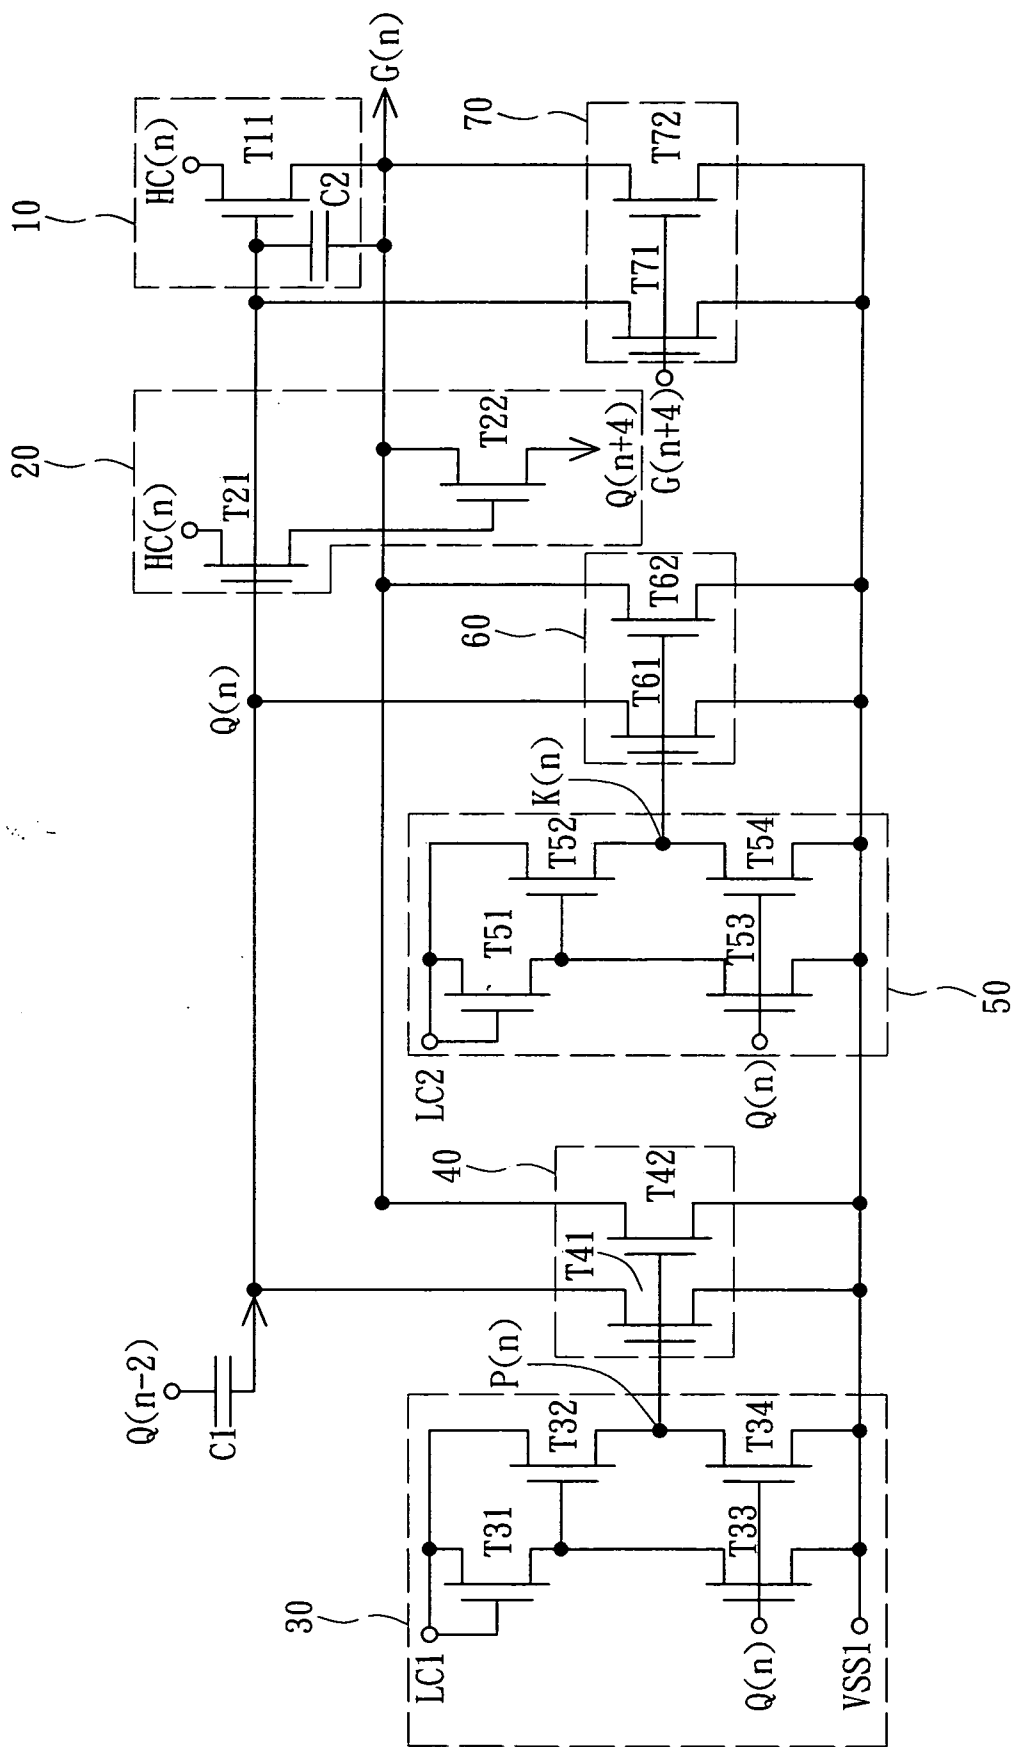 10
HC(n)
T11
C2
G(n)
20
HC(n)
T21
T22
Q(n+4)
70
T71
T72
G(n+4)
Q(n)
60
T61
T62
K(n)
LC2
T51
T52
T53
T54
Q(n)
50
Q(n-2)
C1
40
T41
T42
P(n)
30
LC1
T31
T32
T33
T34
Q(n)
VSS1